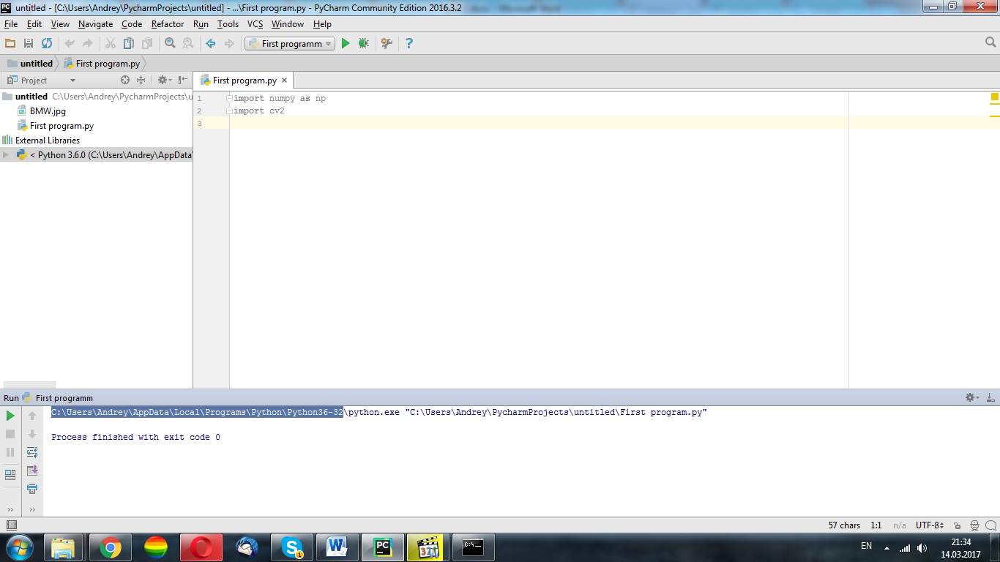 untitled - [C:\Users\Andrey\PycharmProjects\untitled] - ...\First program.py - PyCharm Community Edition 2016.3.2
File Edit View Navigate Code Refactor Run Tools VCS Window Help
First programm
untitled First program.py
Project
First program.py
untitled C:\Users\Andrey\PycharmProjects\u
BMW.jpg
First program.py
External Libraries
< Python 3.6.0 (C:\Users\Andrey\AppData\
1 import numpy as np
2 import cv2
3
Run First programm
C:\Users\Andrey\AppData\Local\Programs\Python\Python36-32\python.exe "C:\Users\Andrey\PycharmProjects\untitled\First program.py"
Process finished with exit code 0
57 chars 1:1 n/a UTF-8
EN
21:34
14.03.2017